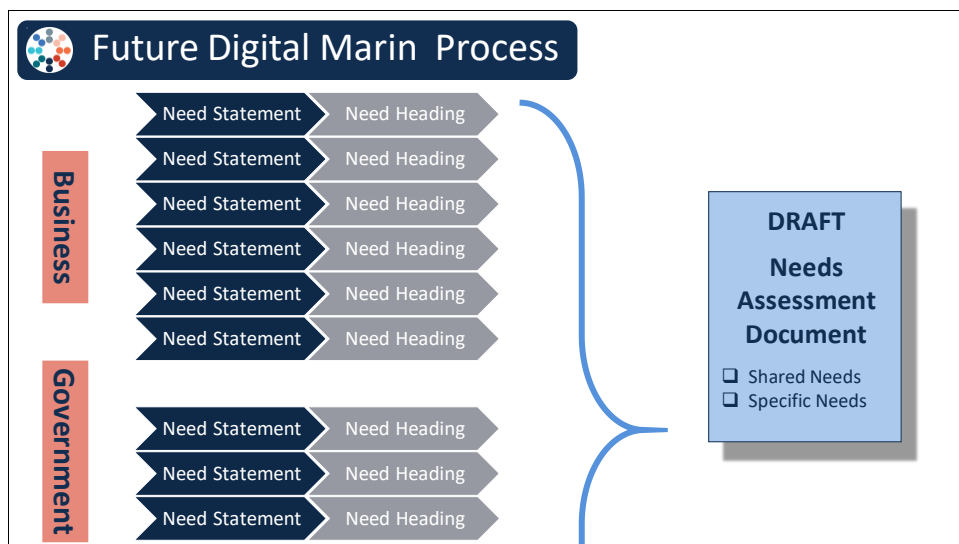 Future Digital Marin Process
Business
Need Statement Need Heading
Need Statement Need Heading
Need Statement Need Heading
Need Statement Need Heading
Need Statement Need Heading
Need Statement Need Heading
Government
Need Statement Need Heading
Need Statement Need Heading
Need Statement Need Heading
DRAFT
Needs
Assessment
Document
❑ Shared Needs
❑ Specific Needs